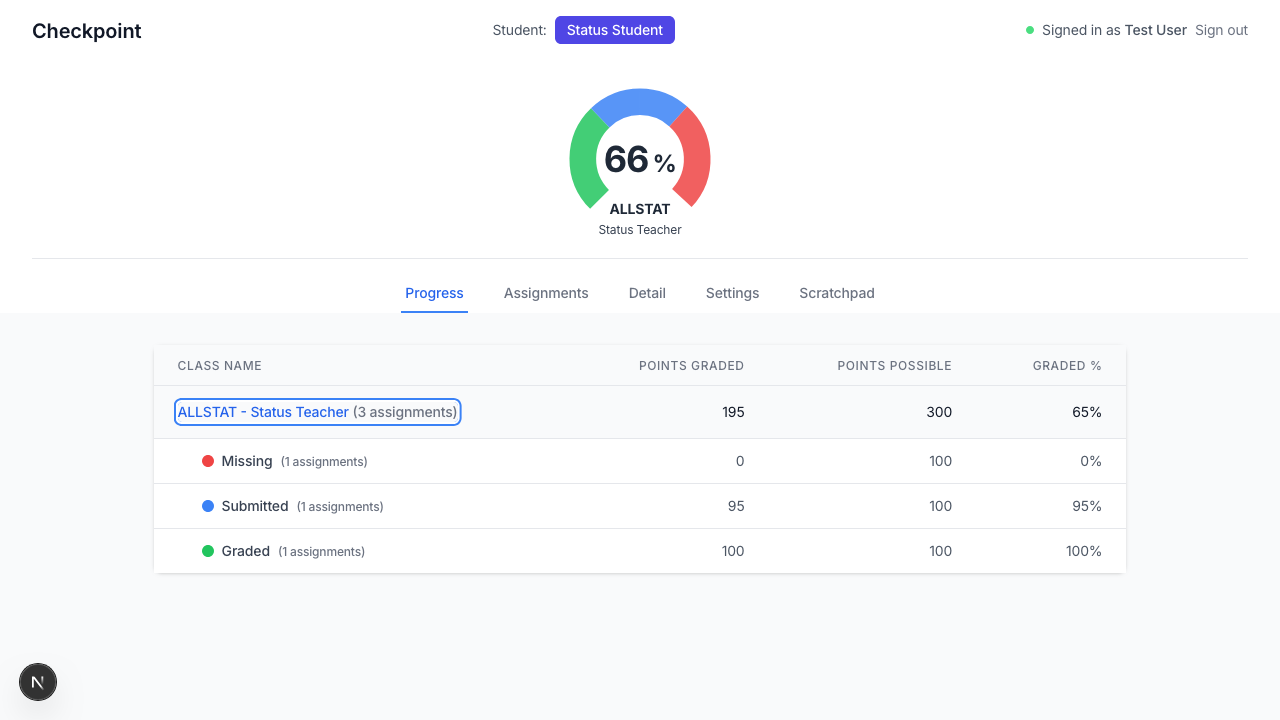 Checkpoint
Student: Status Student
Signed in as Test User Sign out
66 %
ALLSTAT
Status Teacher
Progress Assignments Detail Settings Scratchpad
CLASS NAME POINTS GRADED POINTS POSSIBLE GRADED %
ALLSTAT - Status Teacher (3 assignments) 195 300 65%
Missing (1 assignments) 0 100 0%
Submitted (1 assignments) 95 100 95%
Graded (1 assignments) 100 100 100%
N